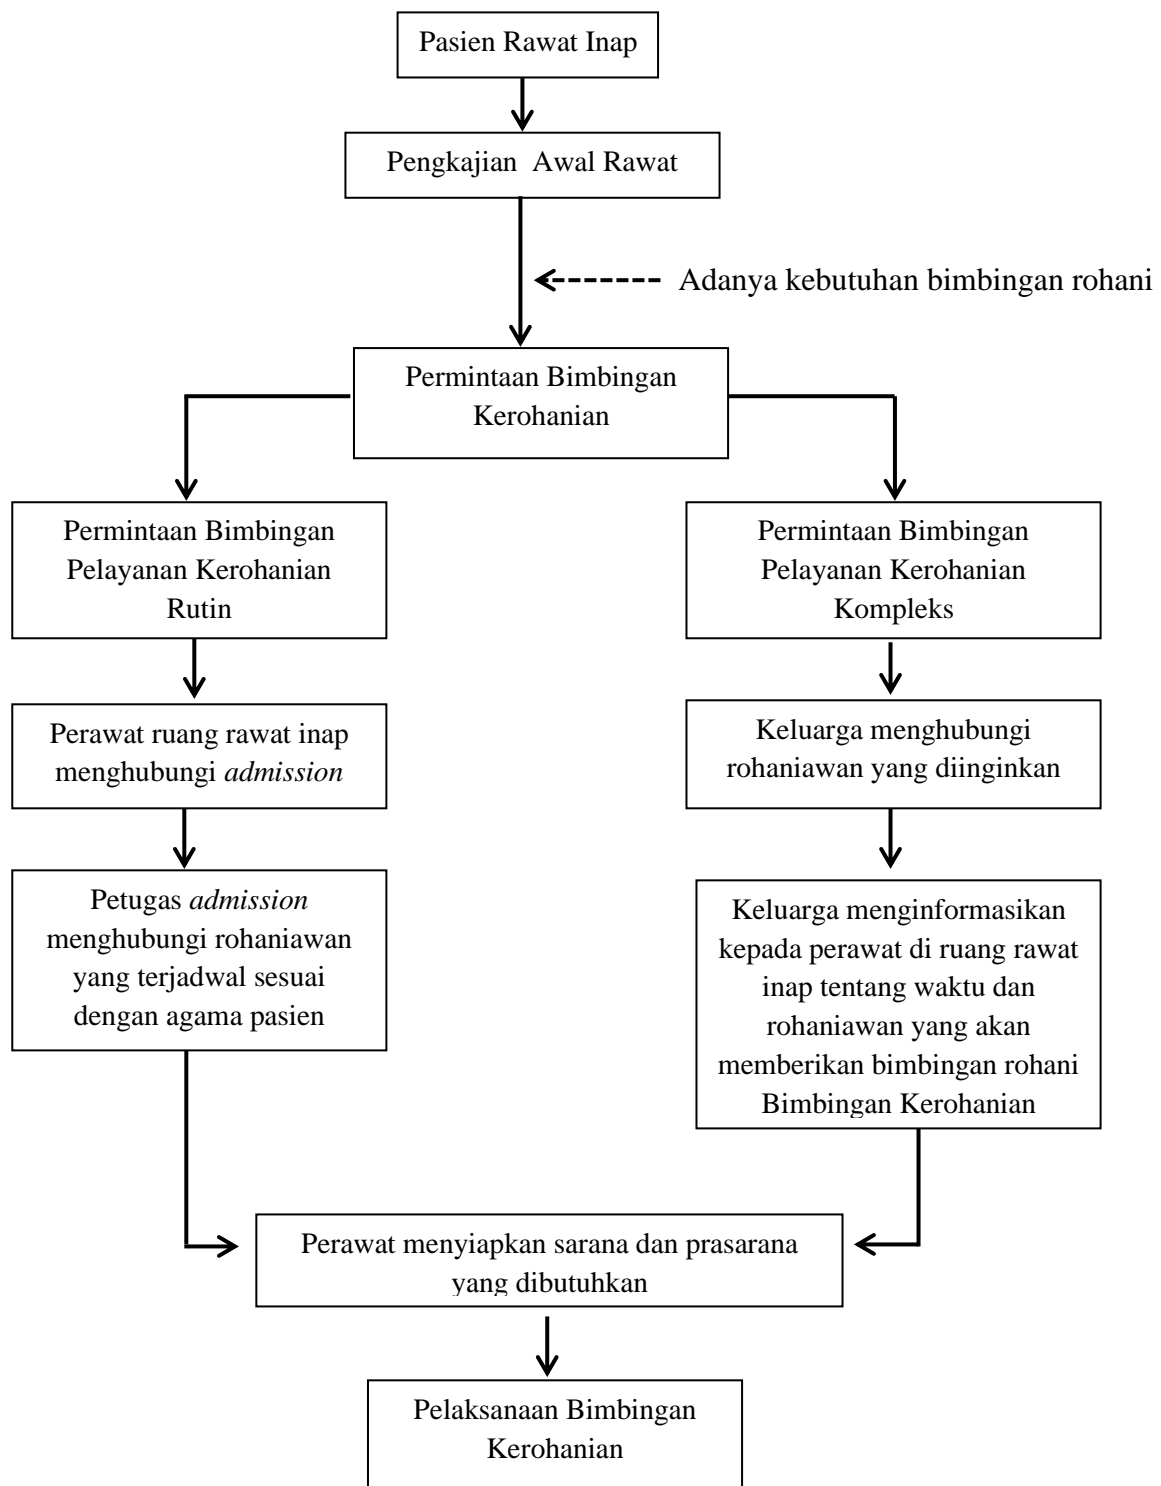 Pasien Rawat Inap
Pengkajian Awal Rawat
Adanya kebutuhan bimbingan rohani
Permintaan Bimbingan
Kerohanian
Permintaan Bimbingan
Pelayanan Kerohanian
Rutin
Permintaan Bimbingan
Pelayanan Kerohanian
Kompleks
Perawat ruang rawat inap
menghubungi admission
Keluarga menghubungi
rohaniawan yang diinginkan
Petugas admission
menghubungi rohaniawan
yang terjadwal sesuai
dengan agama pasien
Keluarga menginformasikan
kepada perawat di ruang rawat
inap tentang waktu dan
rohaniawan yang akan
memberikan bimbingan rohani
Bimbingan Kerohanian
Perawat menyiapkan sarana dan prasarana
yang dibutuhkan
Pelaksanaan Bimbingan
Kerohanian